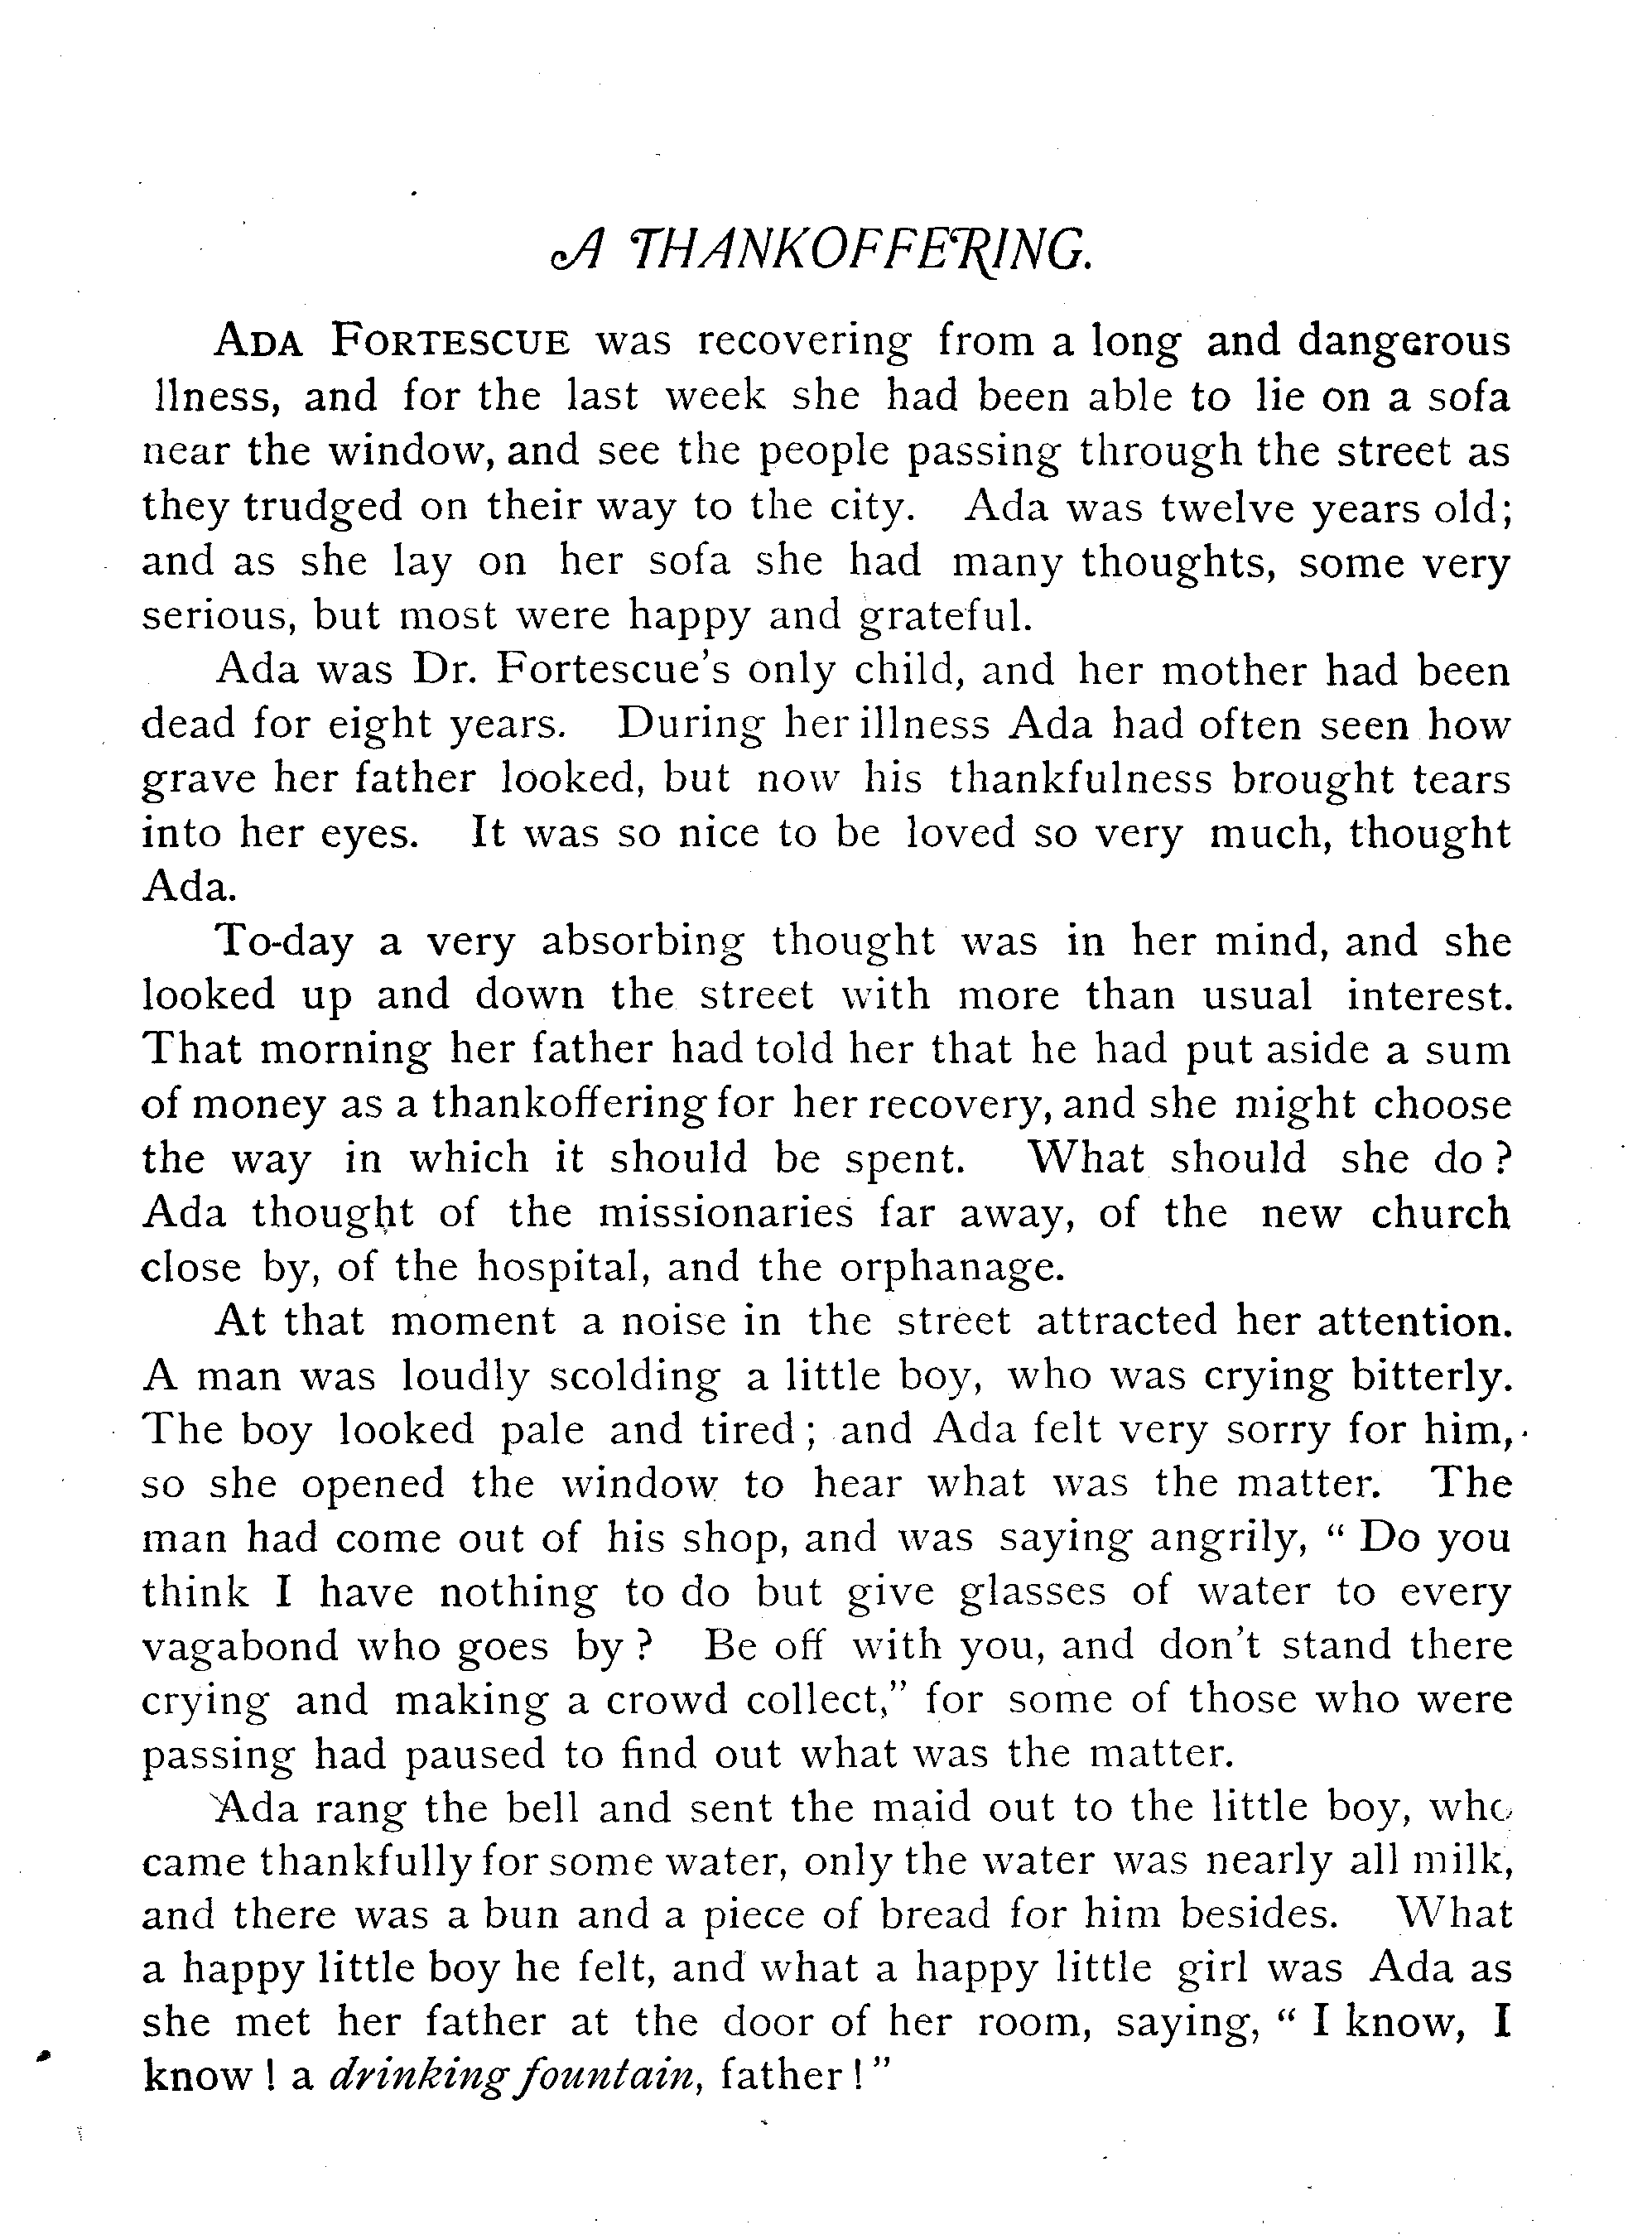 A THANKOFFERING.
ADA FORTESCUE was recovering from a long and dangerous
llness, and for the last week she had been able to lie on a sofa
near the window, and see the people passing through the street as
they trudged on their way to the city. Ada was twelve years old;
and as she lay on her sofa she had many thoughts, some very
serious, but most were happy and grateful.
Ada was Dr. Fortescue's only child, and her mother had been
dead for eight years. During her illness Ada had often seen how
grave her father looked, but now his thankfulness brought tears
into her eyes. It was so nice to be loved so very much, thought
Ada.
To-day a very absorbing thought was in her mind, and she
looked up and down the street with more than usual interest.
That morning her father had told her that he had put aside a sum
of money as a thankoffering for her recovery, and she might choose
the way in which it should be spent. What should she do?
Ada thought of the missionaries far away, of the new church
close by, of the hospital, and the orphanage.
At that moment a noise in the street attracted her attention.
A man was loudly scolding a little boy, who was crying bitterly.
The boy looked pale and tired; and Ada felt very sorry for him,
so she opened the window to hear what was the matter. The
man had come out of his shop, and was saying angrily, "Do you
think I have nothing to do but give glasses of water to every
vagabond who goes by? Be off with you, and don't stand there
crying and making a crowd collect," for some of those who were
passing had paused to find out what was the matter.
Ada rang the bell and sent the maid out to the little boy, who
came thankfully for some water, only the water was nearly all milk,
and there was a bun and a piece of bread for him besides. What
a happy little boy he felt, and what a happy little girl was Ada as
she met her father at the door of her room, saying, "I know, I
know! a drinking fountain, father!"